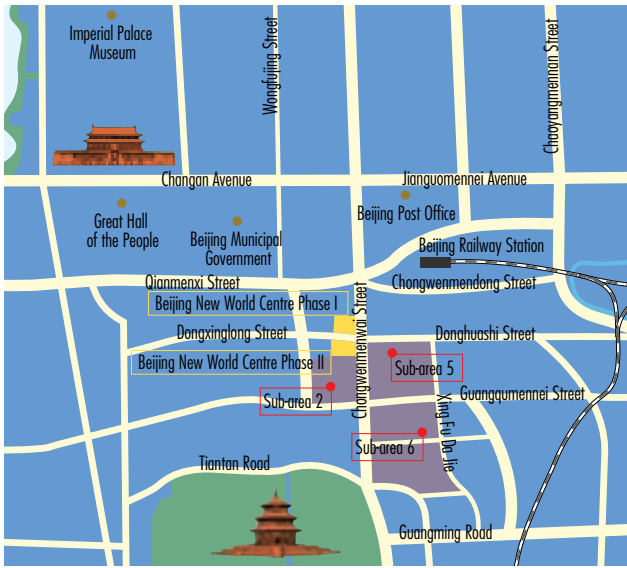 Imperial Palace
Museum
Wongfujing Street
Chaoyangmennan Street
Changan Avenue
Jianguomennei Avenue
Great Hall
of the People
Beijing Municipal
Government
Beijing Post Office
Beijing Railway Station
Qianmenxi Street
Chongwenmendong Street
Beijing New World Centre Phase I
Chongwenmenwai Street
Dongxinglong Street
Donghuashi Street
Beijing New World Centre Phase II
Sub-area 5
Sub-area 2
Guangqumennei Street
Xing Fu Da Jie
Sub-area 6
Tiantan Road
Guangming Road